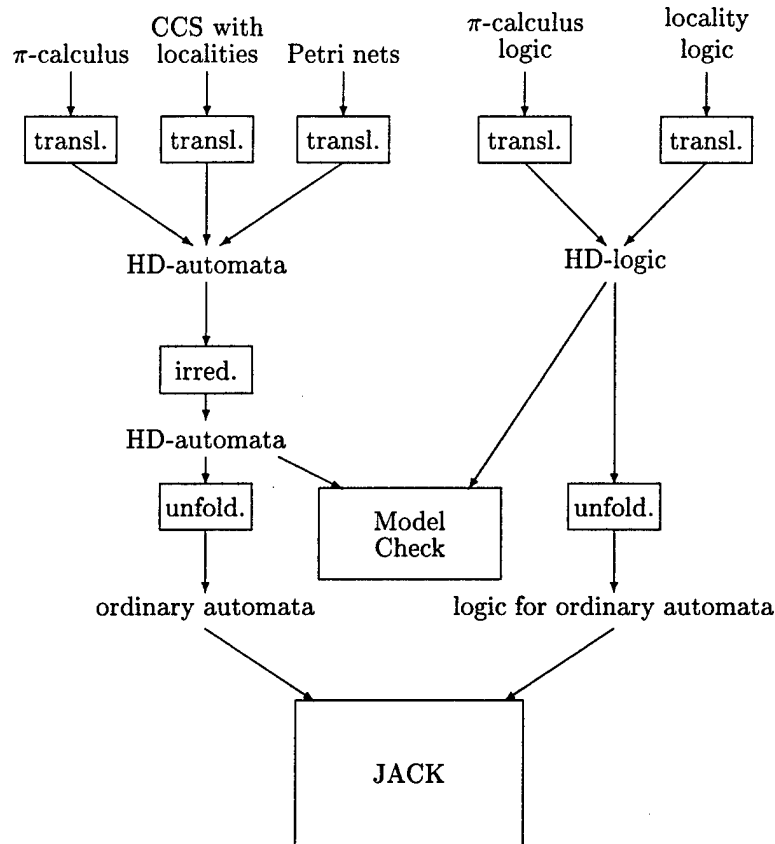 π-calculus
CCS with
localities
Petri nets
π-calculus
logic
locality
logic
transl.
transl.
transl.
transl.
transl.
HD-automata
HD-logic
irred.
HD-automata
unfold.
Model
Check
unfold.
ordinary automata
logic for ordinary automata
JACK